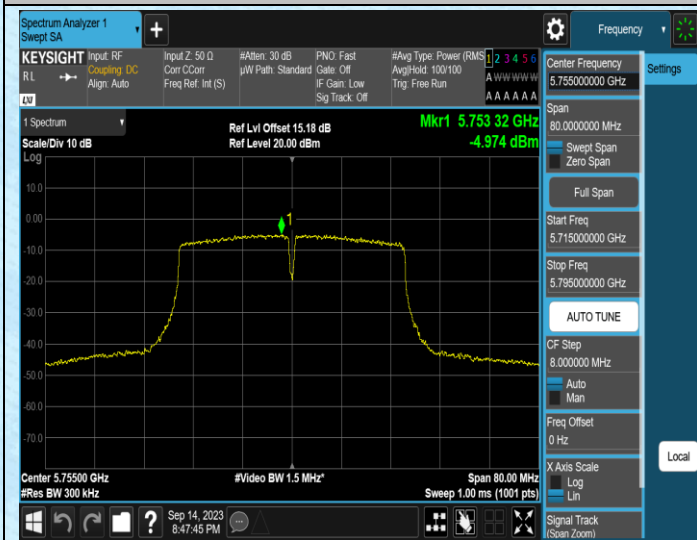 Spectrum Analyzer 1
Swept SA
Frequency
KEYSIGHT
RL
LNI
Input: RF
Coupling: DC
Align: Auto
Input Z: 50 Ω
Corr CCorr
Freq Ref: Int (S)
#Atten: 30 dB
µW Path: Standard
PNO: Fast
Gate: Off
IF Gain: Low
Sig Track: Off
#Avg Type: Power (RMS
Avg|Hold: 100/100
Trig: Free Run
1 2 3 4 5 6
A W W W W W
A A A A A A
1 Spectrum
Scale/Div 10 dB
Log
Ref Lvl Offset 15.18 dB
Ref Level 20.00 dBm
Mkr1 5.753 32 GHz
-4.974 dBm
1
10.0
0.00
-10.0
-20.0
-30.0
-40.0
-50.0
-60.0
-70.0
Center 5.75500 GHz
#Res BW 300 kHz
#Video BW 1.5 MHz*
Span 80.00 MHz
Sweep 1.00 ms (1001 pts)
?
Sep 14, 2023
8:47:45 PM
Center Frequency
5.755000000 GHz
Span
80.0000000 MHz
Swept Span
Zero Span
Full Span
Start Freq
5.715000000 GHz
Stop Freq
5.795000000 GHz
AUTO TUNE
CF Step
8.000000 MHz
Auto
Man
Freq Offset
0 Hz
X Axis Scale
Log
Lin
Signal Track
(Span Zoom)
Settings
Local